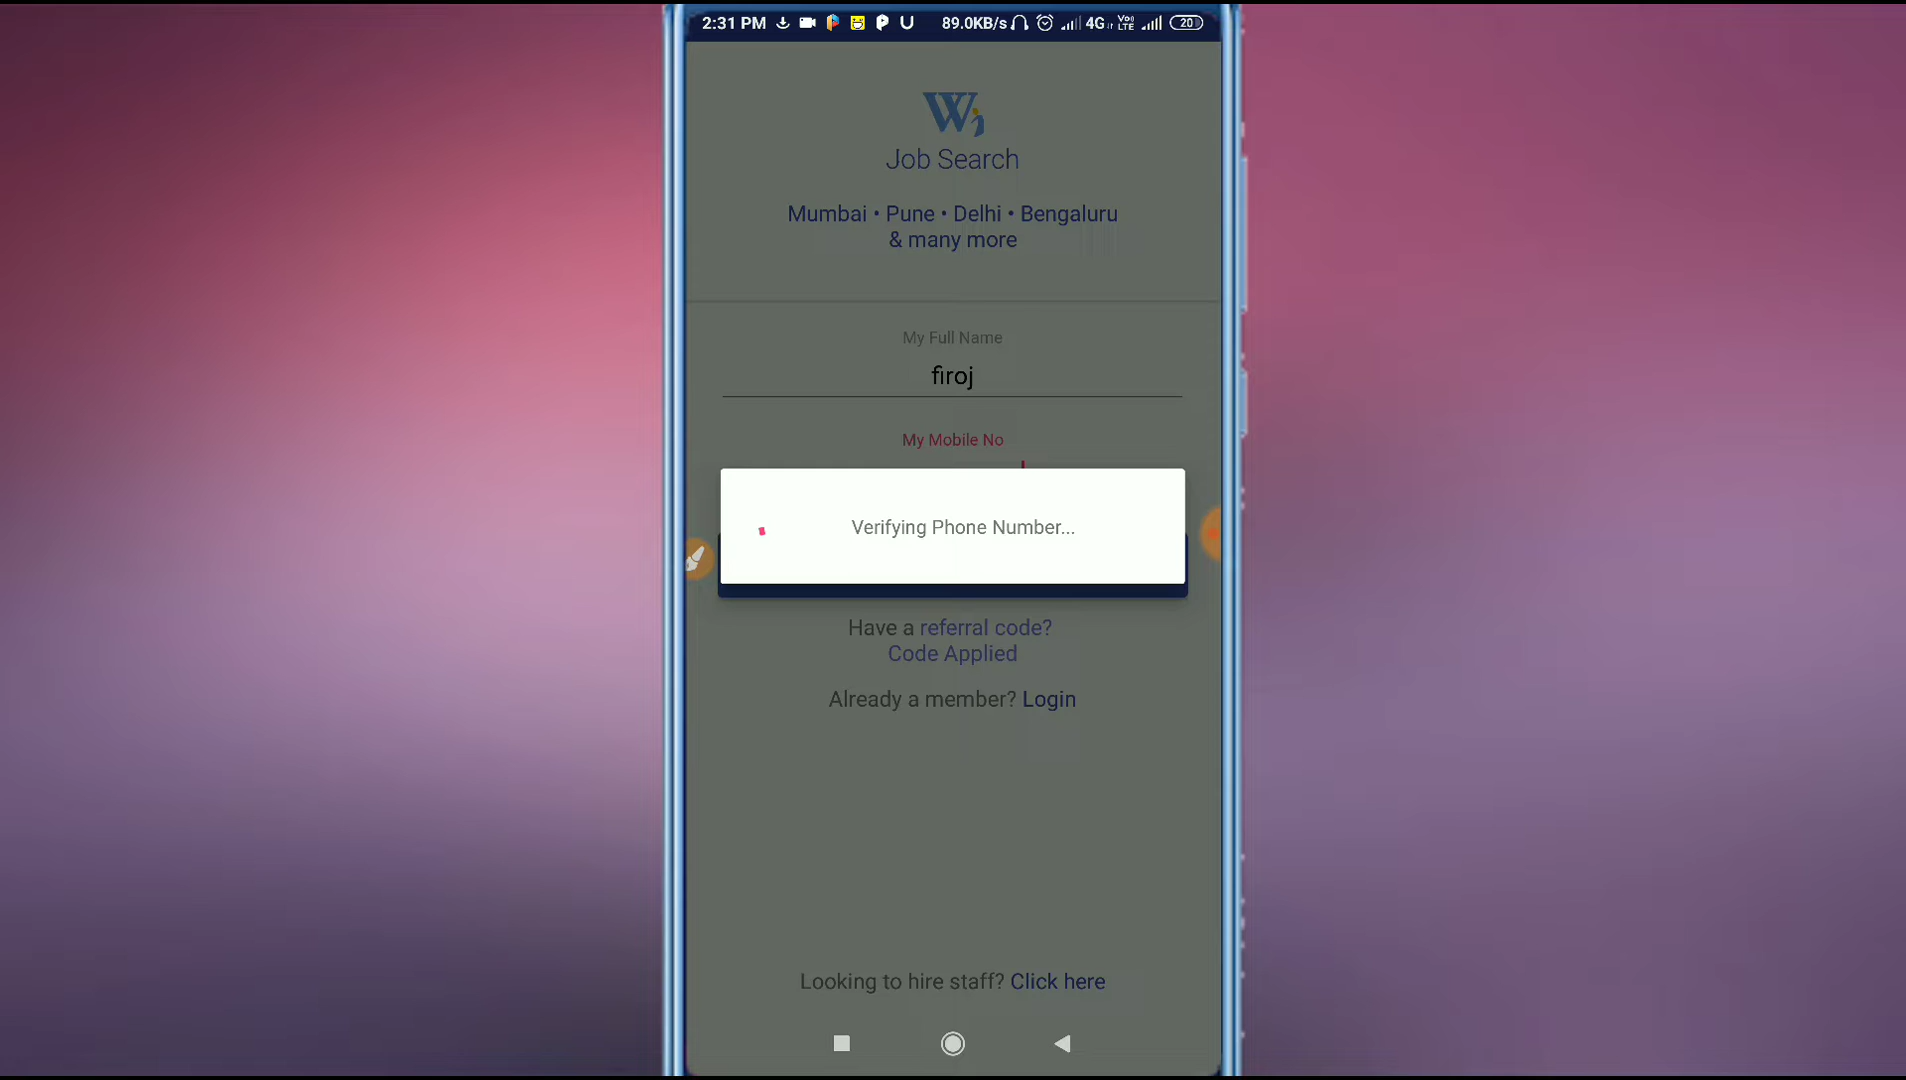 2:31 PM 89.0KB/s 4G Vo) LTE 20
W
Job Search
Mumbai • Pune • Delhi • Bengaluru
& many more
My Full Name
firoj
My Mobile No
Verifying Phone Number...
Have a referral code?
Code Applied
Already a member? Login
Looking to hire staff? Click here